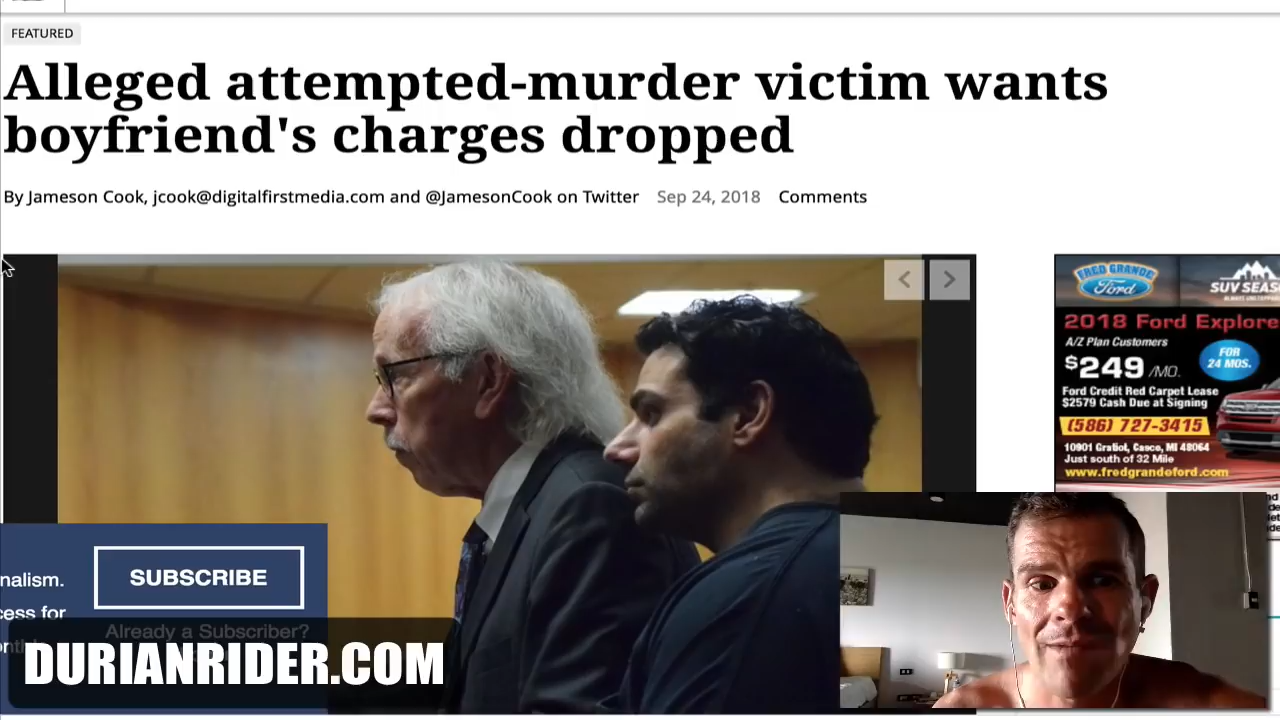 FEATURED
Alleged attempted-murder victim wants
boyfriend's charges dropped
By Jameson Cook, jcook@digitalfirstmedia.com and @JamesonCook on Twitter Sep 24, 2018 Comments
FRED GRANDE
Ford
SUV SEAS
2018 Ford Explore
A/Z Plan Customers
$249 /MO.
FOR
24 MOS.
Ford Credit Red Carpet Lease
$2579 Cash Due at Signing
(586) 727-3415
10901 Gratiot, Casco, MI 48064
Just south of 32 Mile
www.fredgrandeford.com
nalism.
SUBSCRIBE
cess for
Already a Subscriber?
DURIANRIDER.COM